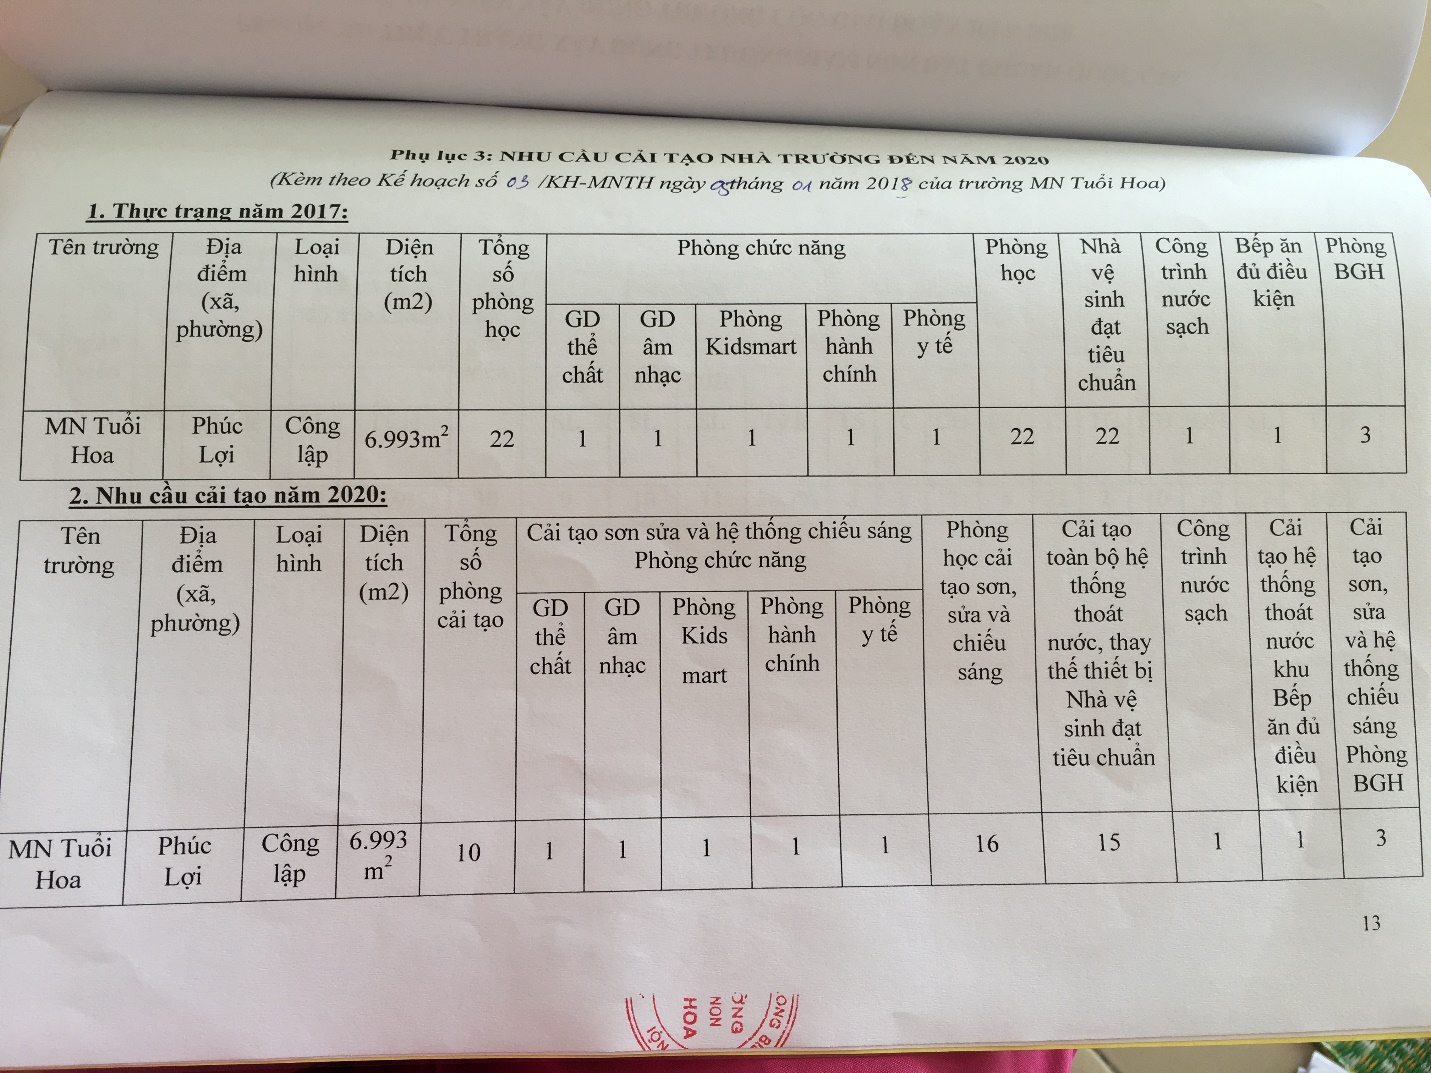 Phụ lục 3: NHU CẦU CẢI TẠO NHÀ TRƯỜNG ĐẾN NĂM 2020
(Kèm theo Kế hoạch số 03 /KH-MNTH ngày tháng 01 năm 2018 của trường MN Tuổi Hoa)
1. Thực trạng năm 2017:
Tên trường
Địa
điểm
(xã,
phường)
Loại
hình
Diện
tích
(m2)
Tổng
số
phòng
học
Phòng chức năng
GD
thể
chất
GD
âm
nhạc
Phòng
Kidsmart
Phòng
hành
chính
Phòng
y tế
Phòng
học
Nhà
vệ
sinh
đạt
tiêu
chuẩn
Công
trình
nước
sạch
Bếp ăn
đủ điều
kiện
Phòng
BGH
MN Tuổi
Hoa
Phúc
Lợi
Công
lập
6.993m²
22
1
1
1
1
1
22
22
1
1
3
2. Nhu cầu cải tạo năm 2020:
Tên
trường
Địa
điểm
(xã,
phường)
Loại
hình
Diện
tích
(m2)
Tổng
số
phòng
cải tạo
Cải tạo sơn sửa và hệ thống chiếu sáng
Phòng chức năng
GD
thể
chất
GD
âm
nhạc
Phòng
Kids
mart
Phòng
hành
chính
Phòng
y tế
Phòng
học cải
tạo sơn,
sửa và
chiếu
sáng
Cải tạo
toàn bộ hệ
thống
thoát
nước, thay
thế thiết bị
Nhà vệ
sinh đạt
tiêu chuẩn
Công
trình
nước
sạch
Cải
tạo hệ
thống
thoát
nước
khu
Bếp
ăn đủ
điều
kiện
Cải
tạo
sơn,
sửa
và hệ
thống
chiếu
sáng
Phòng
BGH
MN Tuổi
Hoa
Phúc
Lợi
Công
lập
6.993
m²
10
1
1
1
1
1
16
15
1
1
3
13
HOA
NON